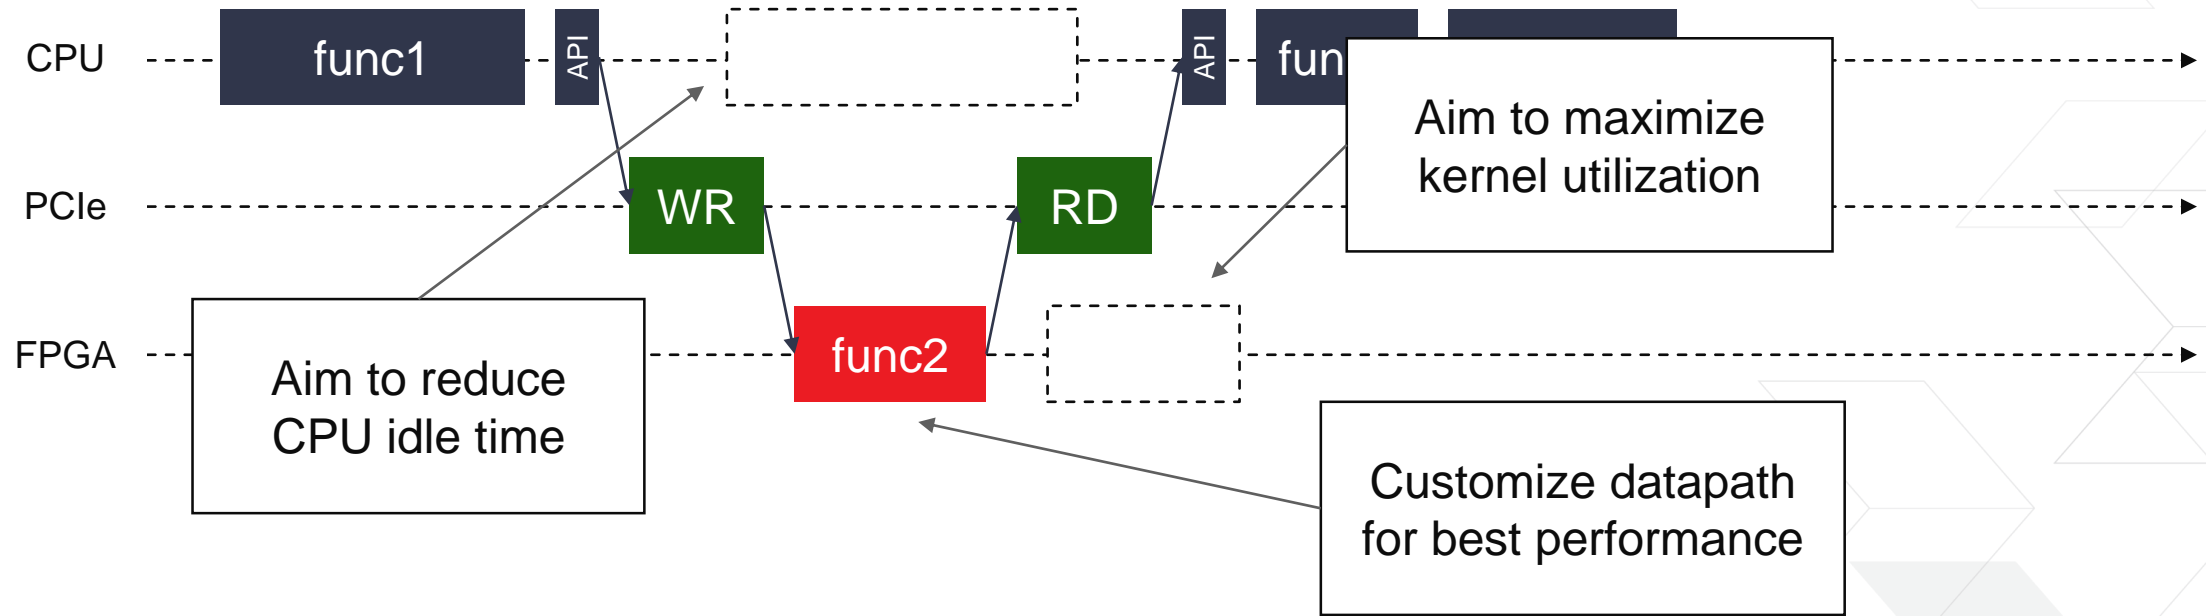 CPU
func1
API
API
fun
PCIe
WR
RD
Aim to maximize
kernel utilization
FPGA
func2
Aim to reduce
CPU idle time
Customize datapath
for best performance